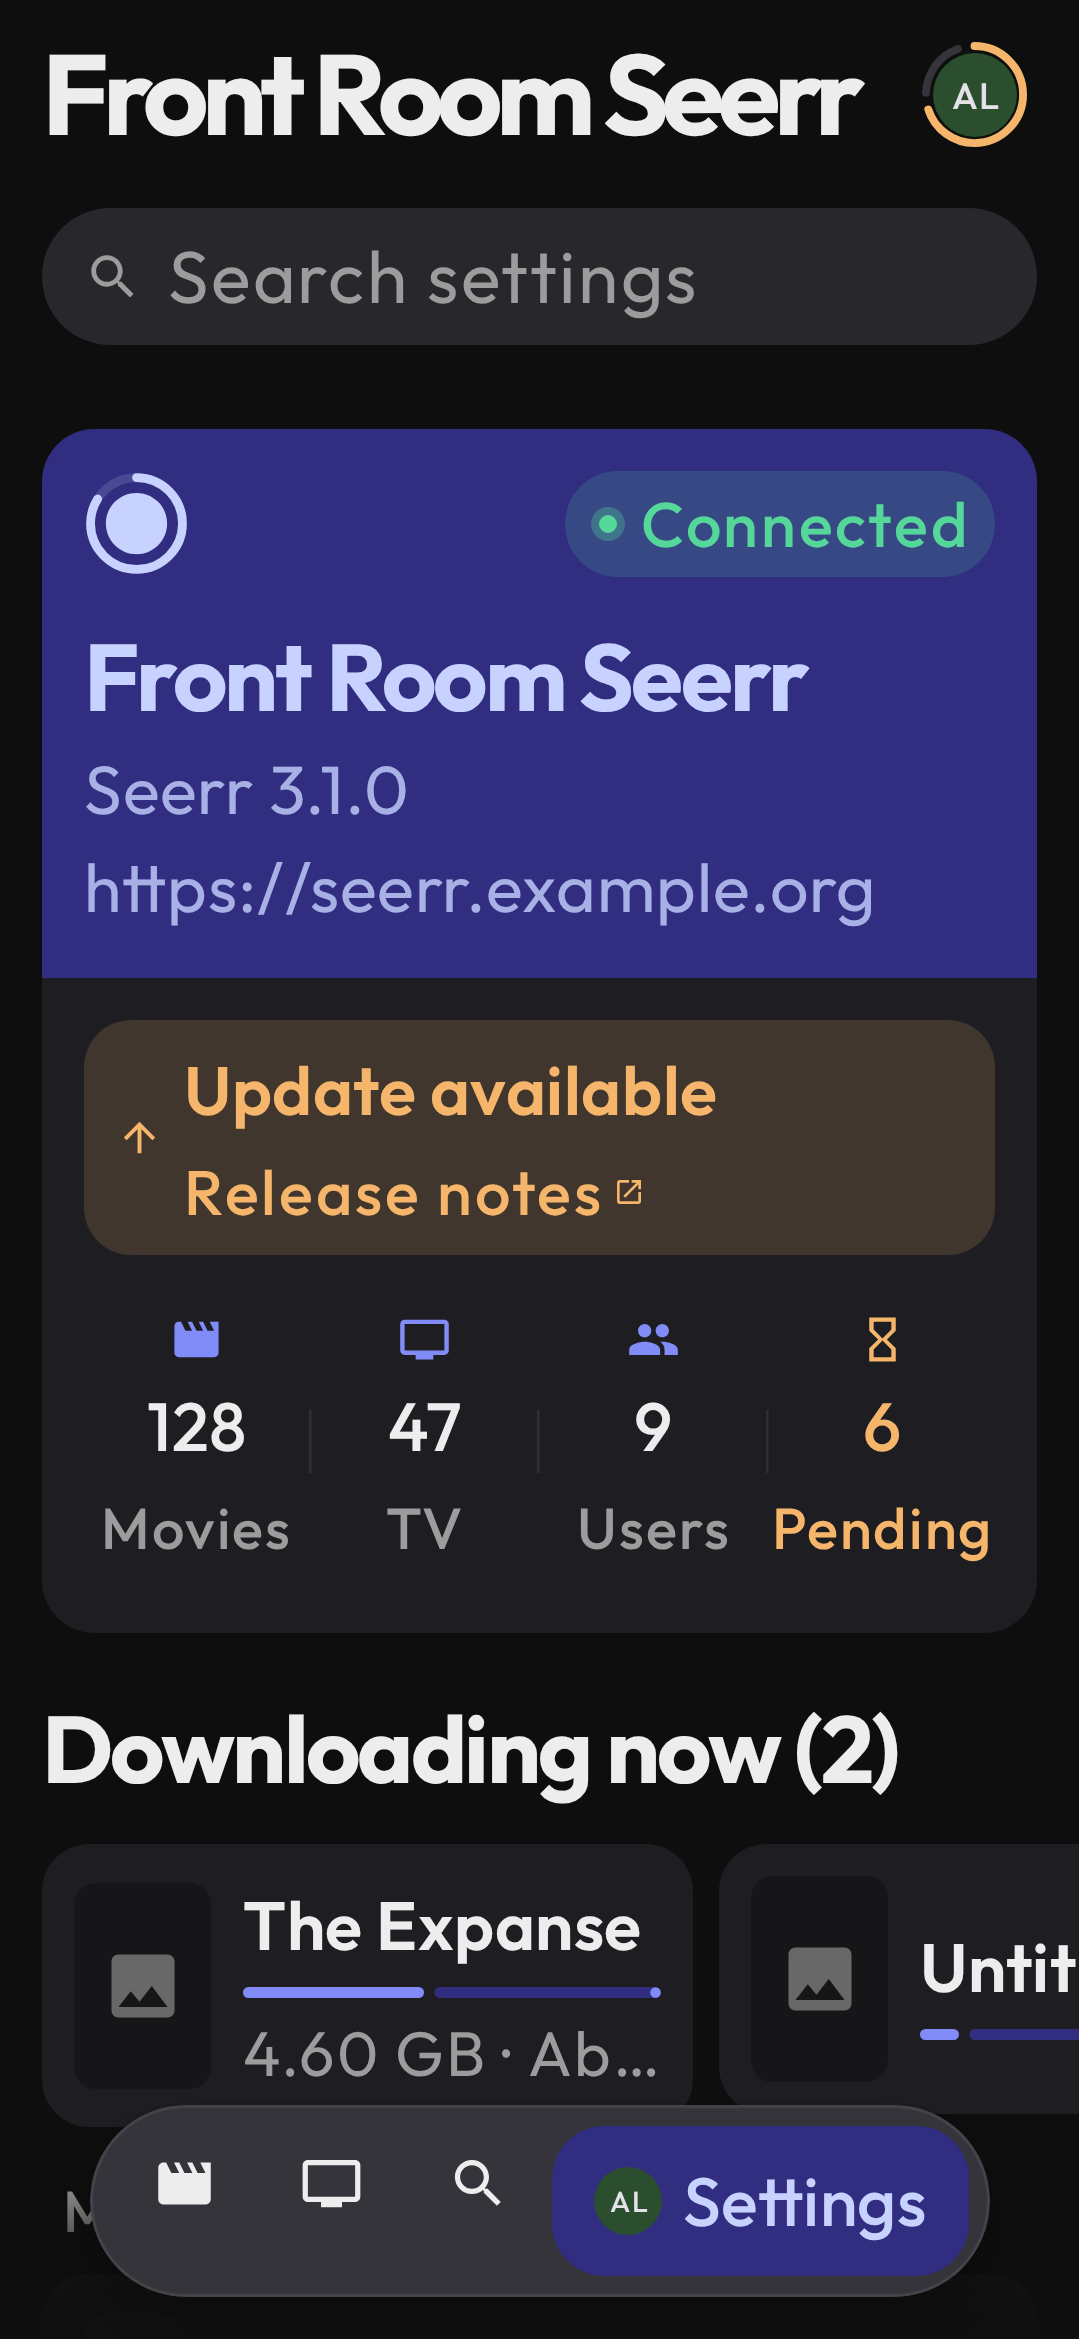 Front Room Seerr
AL
Search settings
Connected
Front Room Seerr
Seerr 3.1.0
https://seerr.example.org
Update available
Release notes
128
47
9
6
Movies
TV
Users
Pending
Downloading now (2)
The Expanse
4.60 GB · Ab...
Untit
AL
Settings